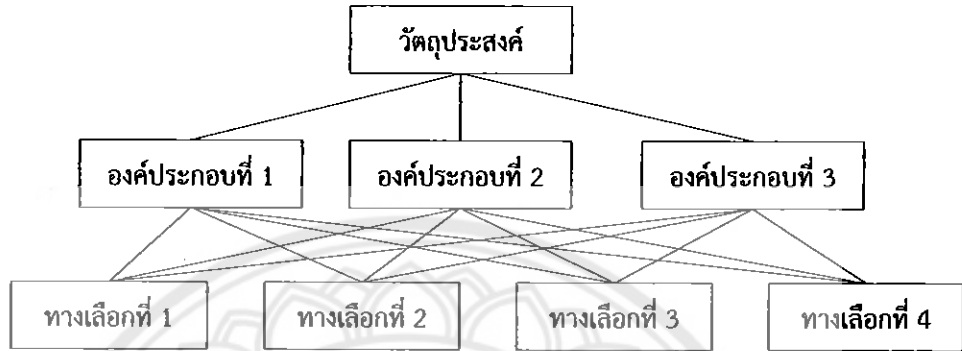 วัตถุประสงค์
องค์ประกอบที่ 1 องค์ประกอบที่ 2 องค์ประกอบที่ 3
ทางเลือกที่ 1 ทางเลือกที่ 2 ทางเลือกที่ 3 ทางเลือกที่ 4